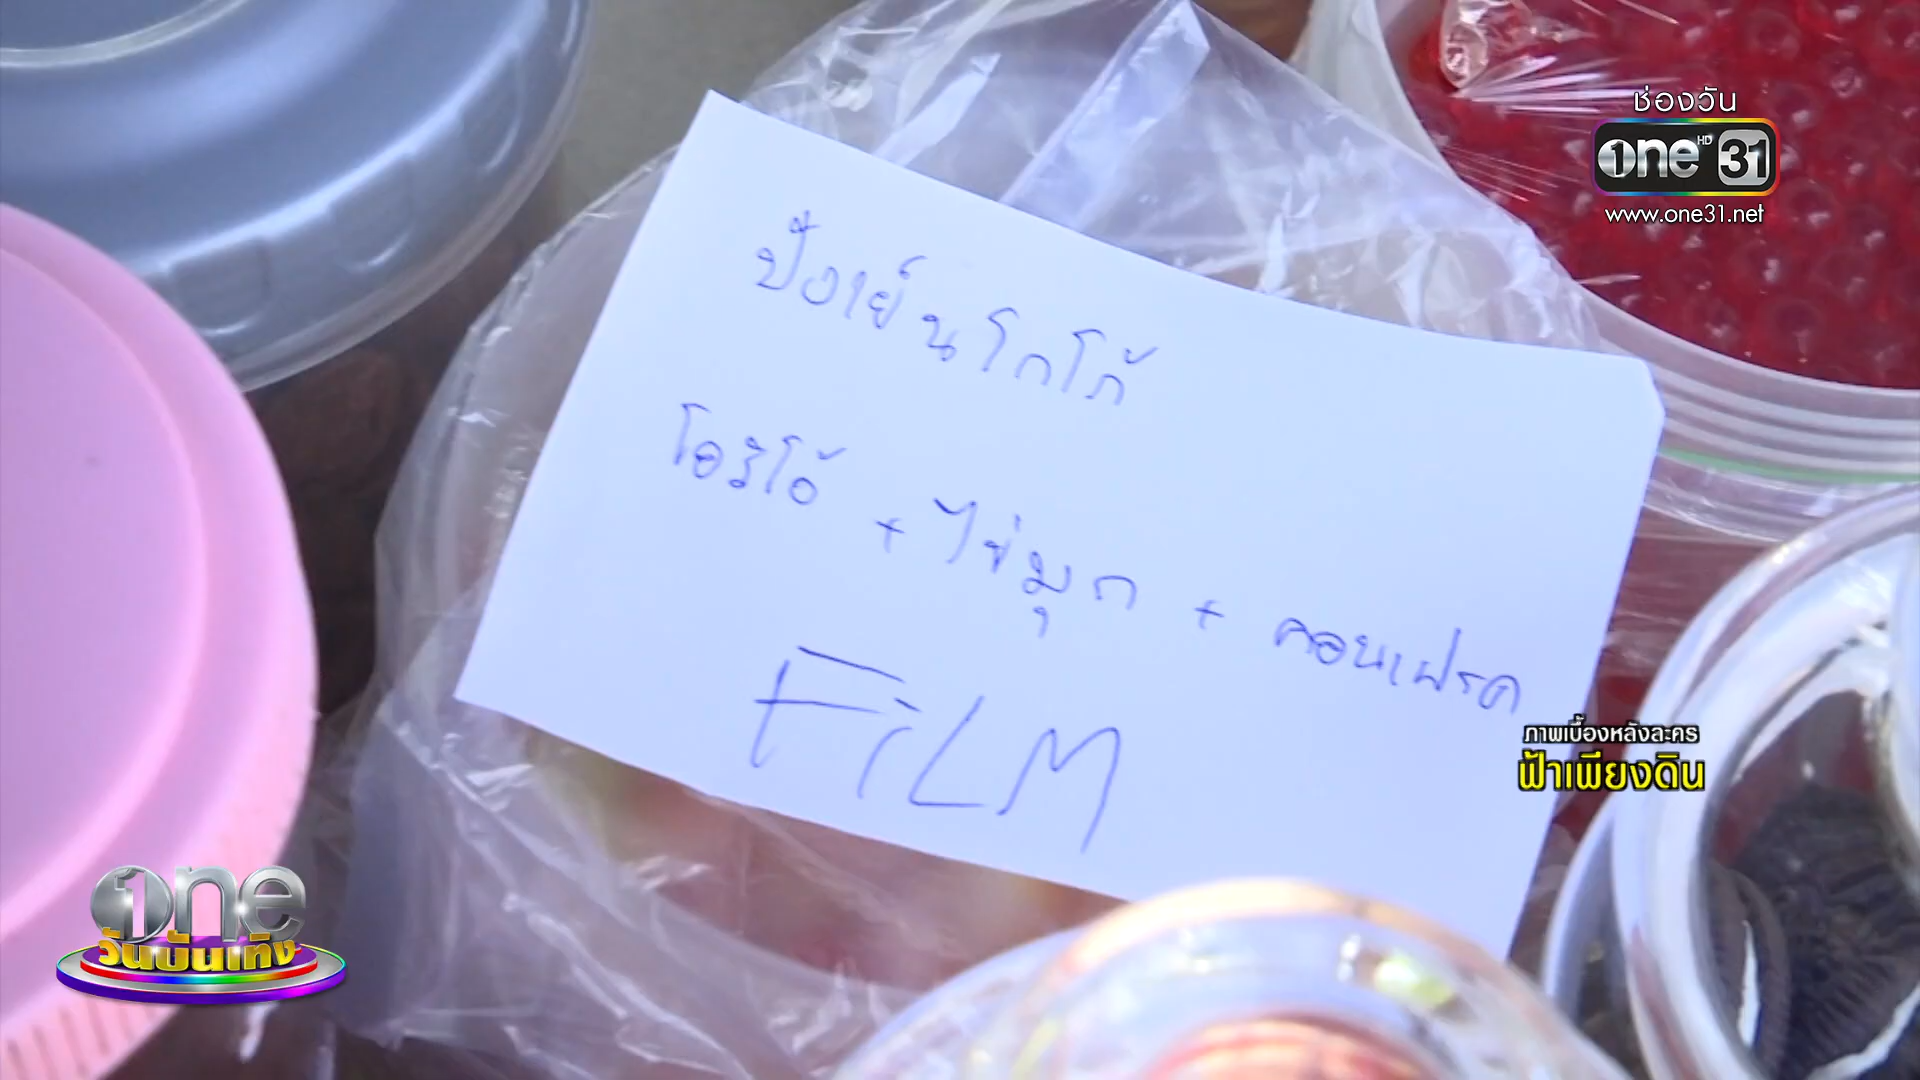 ช่องวัน
one HD 31
www.one31.net
ปังเย็นโกโก้
โอริโอ้ + ไข่มุก + คอนเฟรค
FiLM
ภาพเบื้องหลังละคร
ฟ้าเพียงดิน
one
วันบันเทิง